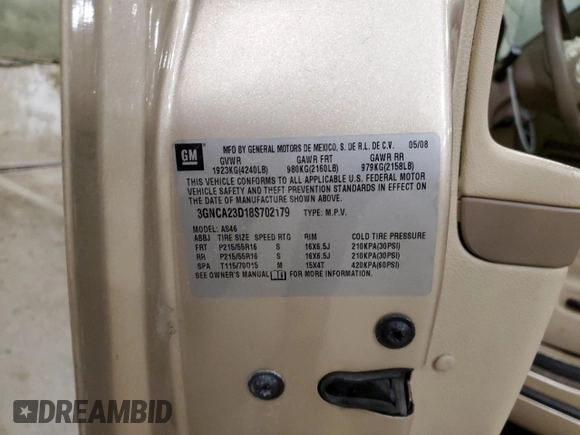 GM
MFD BY GENERAL MOTORS DE MEXICO, S. DE R.L. DE C.V. 05/08
GVWR GAWR FRT GAWR RR
1923KG(4240LB) 980KG(2160LB) 979KG(2158LB)
THIS VEHICLE CONFORMS TO ALL APPLICABLE U.S. FEDERAL MOTOR
VEHICLE SAFETY AND THEFT PREVENTION STANDARDS IN EFFECT ON
THE DATE OF MANUFACTURE SHOWN ABOVE.
3GNCA23D18S702179 TYPE: M.P.V.
MODEL: AS46
ABBJ TIRE SIZE SPEED RTG RIM COLD TIRE PRESSURE
FRT P215/55R16 S 16X6.5J 210KPA(30PSI)
RR P215/55R16 S 16X6.5J 210KPA(30PSI)
SPA T115/70D15 M 15X4T 420KPA(60PSI)
SEE OWNER'S MANUAL FOR MORE INFORMATION.
DREAMBID